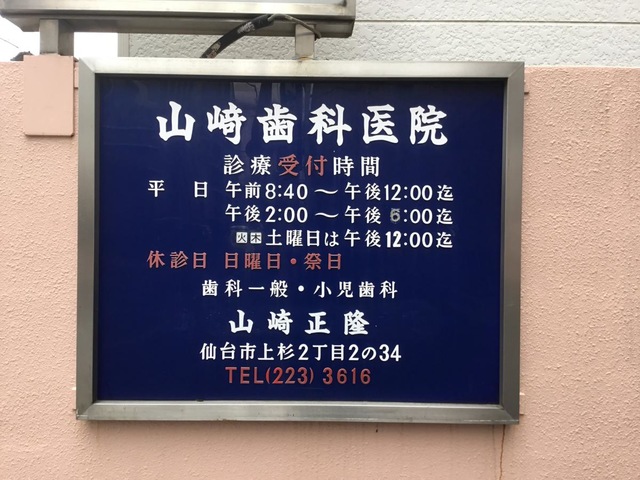 山﨑歯科医院
診療受付時間
平日 午前8:40〜午後12:00迄
午後2:00〜午後6:00迄
火木土曜日は午後12:00迄
休診日 日曜日・祭日
歯科一般・小児歯科
山﨑正隆
仙台市上杉2丁目2の34
TEL(223)3616